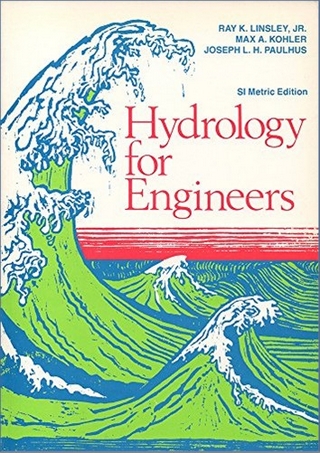 RAY K. LINSLEY, JR.
MAX A. KOHLER
JOSEPH L. H. PAULHUS
SI Metric Edition
Hydrology
for
Engineers